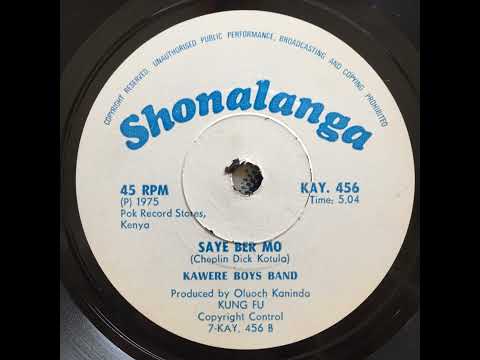 COPYRIGHT RESERVED. UNAUTHORISED PUBLIC PERFORMANCE, BROADCASTING AND COPYING PROHIBITED
Shonalanga
45 RPM
(P) 1975
Pok Record Stores,
Kenya
KAY. 456
Time: 5.04
SAYE BER MO
(Cheplin Dick Kotula)
KAWERE BOYS BAND
Produced by Oluoch Kanindo
KUNG FU
Copyright Control
7-KAY. 456 B